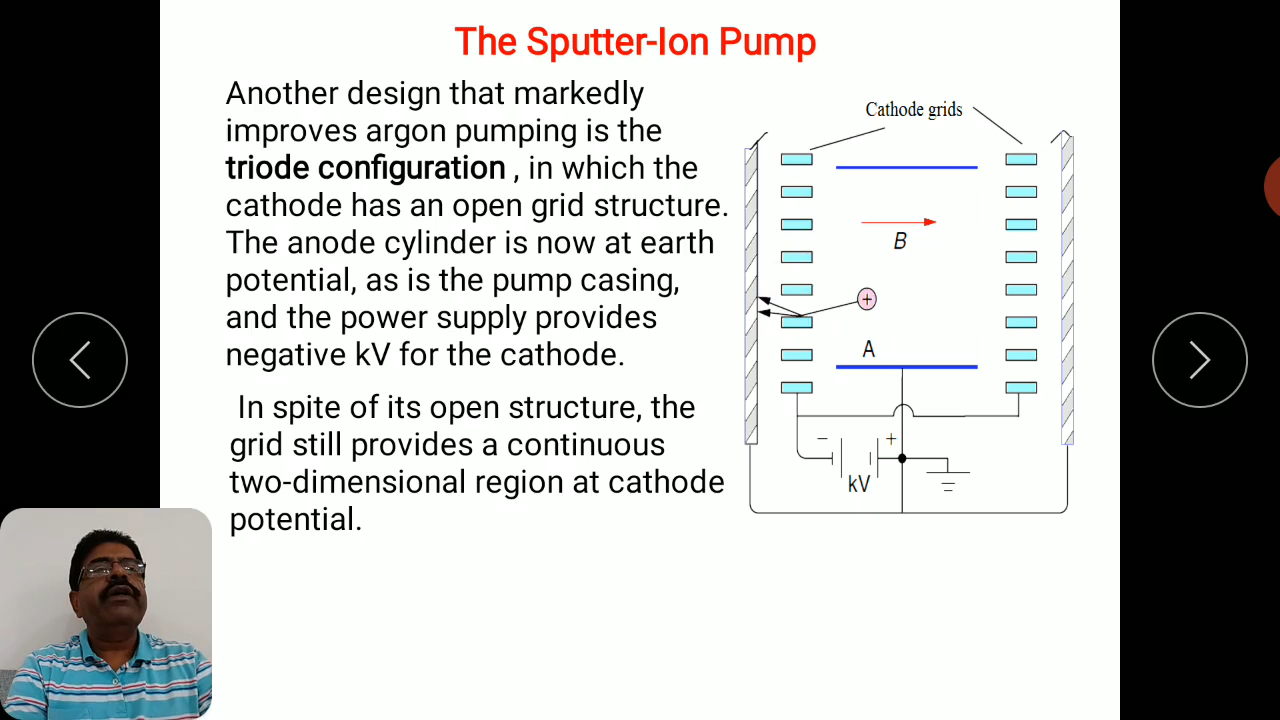 The Sputter-Ion Pump
Another design that markedly
improves argon pumping is the
triode configuration , in which the
cathode has an open grid structure.
The anode cylinder is now at earth
potential, as is the pump casing,
and the power supply provides
negative kV for the cathode.
In spite of its open structure, the
grid still provides a continuous
two-dimensional region at cathode
potential.
Cathode grids
B
+
A
− +
kV